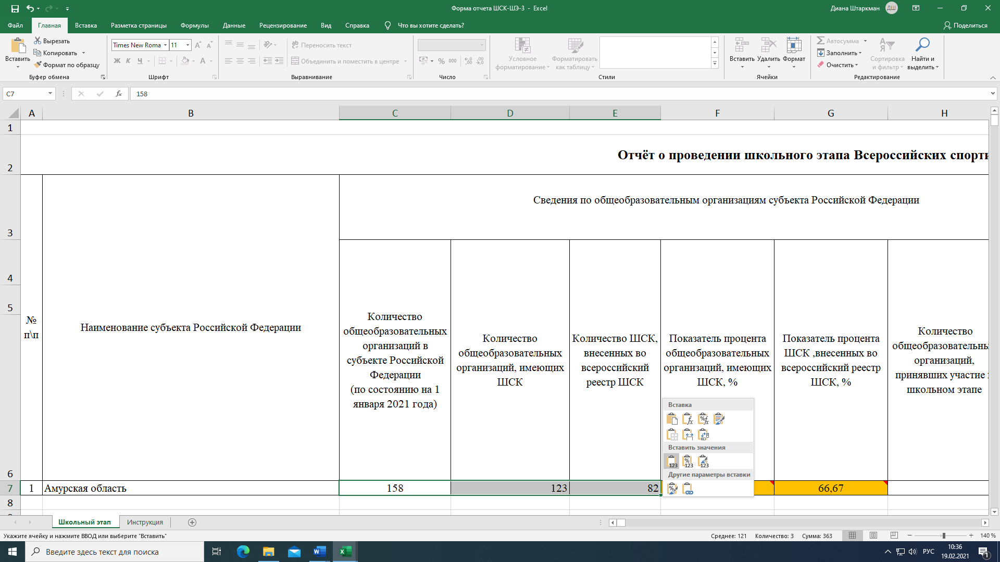 Форма отчета ШСК-ШЭ-3 - Excel
Диана Штаркман
ДШ
Файл Главная Вставка Разметка страницы Формулы Данные Рецензирование Вид Справка Что вы хотите сделать? Поделиться
Вставить
Вырезать
Копировать
Формат по образцу
Буфер обмена
Times New Roma 11
Ж К Ч
Шрифт
Переносить текст
Объединить и поместить в центре
Выравнивание
% 000
Число
Условное форматирование
Форматировать как таблицу
Стили
Вставить Удалить Формат
Ячейки
Автосумма
Заполнить
Очистить
Сортировка и фильтр
Найти и выделить
Редактирование
C7
fx
158
A B C D E F G H
1
2
3
4
5
6
7
8
Отчёт о проведении школьного этапа Всероссийских спорти
Сведения по общеобразовательным организациям субъекта Российской Федерации
№
п\п
Наименование субъекта Российской Федерации
Количество
общеобразовательных
организаций в
субъекте Российской
Федерации
(по состоянию на 1
января 2021 года)
Количество
общеобразовательных
организаций, имеющих
ШСК
Количество ШСК,
внесенных во
всероссийский
реестр ШСК
Показатель процента
общеобразовательных
организаций, имеющих
ШСК, %
Показатель процента
ШСК ,внесенных во
всероссийский реестр
ШСК, %
Количество
общеобразовательны
организаций,
принявших участие
школьном этапе
Вставка
Вставить значения
Другие параметры вставки
1 Амурская область 158 123 82 66,67
Школьный этап Инструкция
Укажите ячейку и нажмите ВВОД или выберите "Вставить"
Среднее: 121 Количество: 3 Сумма: 363
140 %
Введите здесь текст для поиска
РУС
10:36
19.02.2021
1